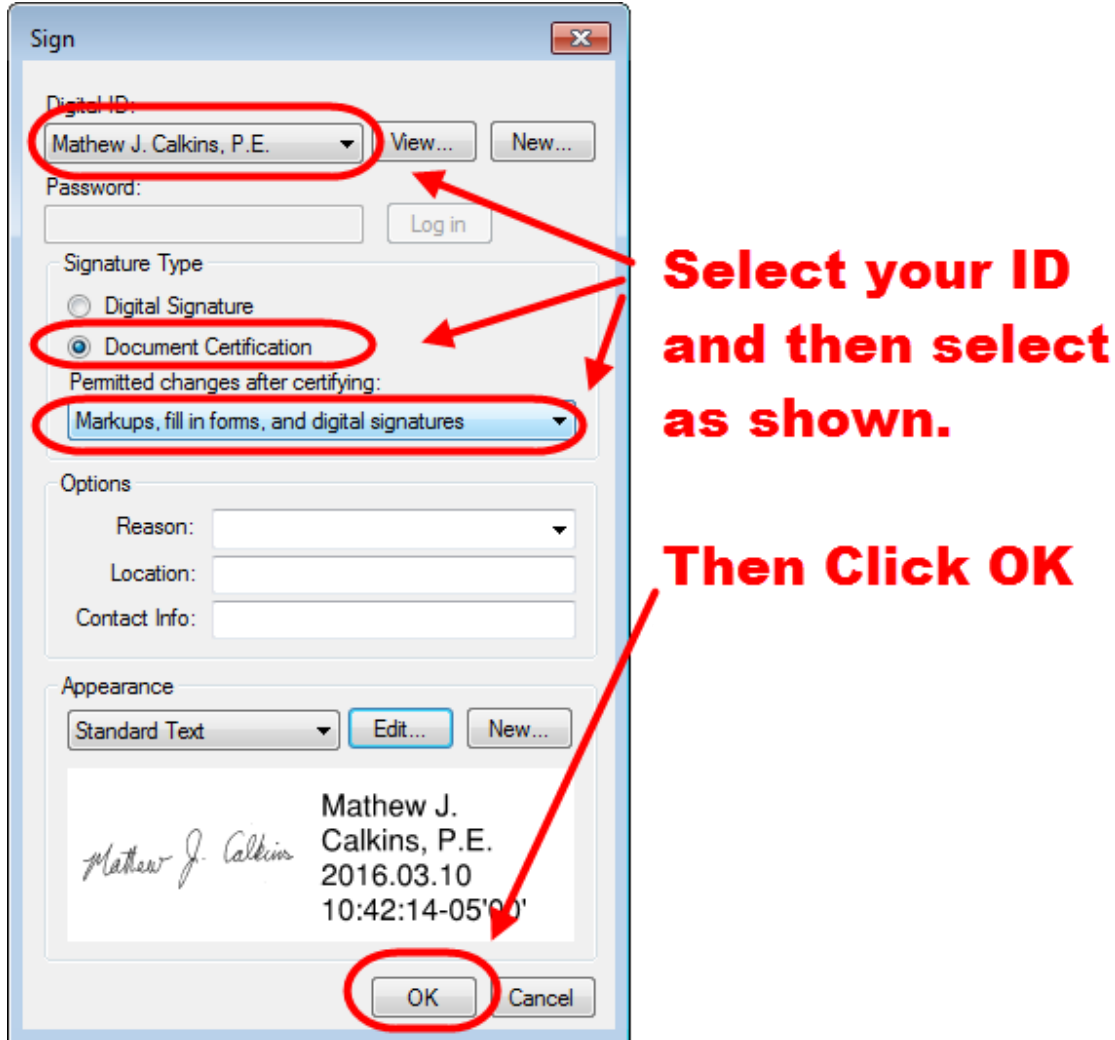 Sign
Digital ID:
Mathew J. Calkins, P.E.
View...
New...
Password:
Log in
Signature Type
Digital Signature
Document Certification
Permitted changes after certifying:
Markups, fill in forms, and digital signatures
Select your ID
and then select
as shown.
Options
Reason:
Location:
Contact Info:
Then Click OK
Appearance
Standard Text
Edit...
New...
Mathew J. Calkins
Mathew J.
Calkins, P.E.
2016.03.10
10:42:14-05'00'
OK
Cancel